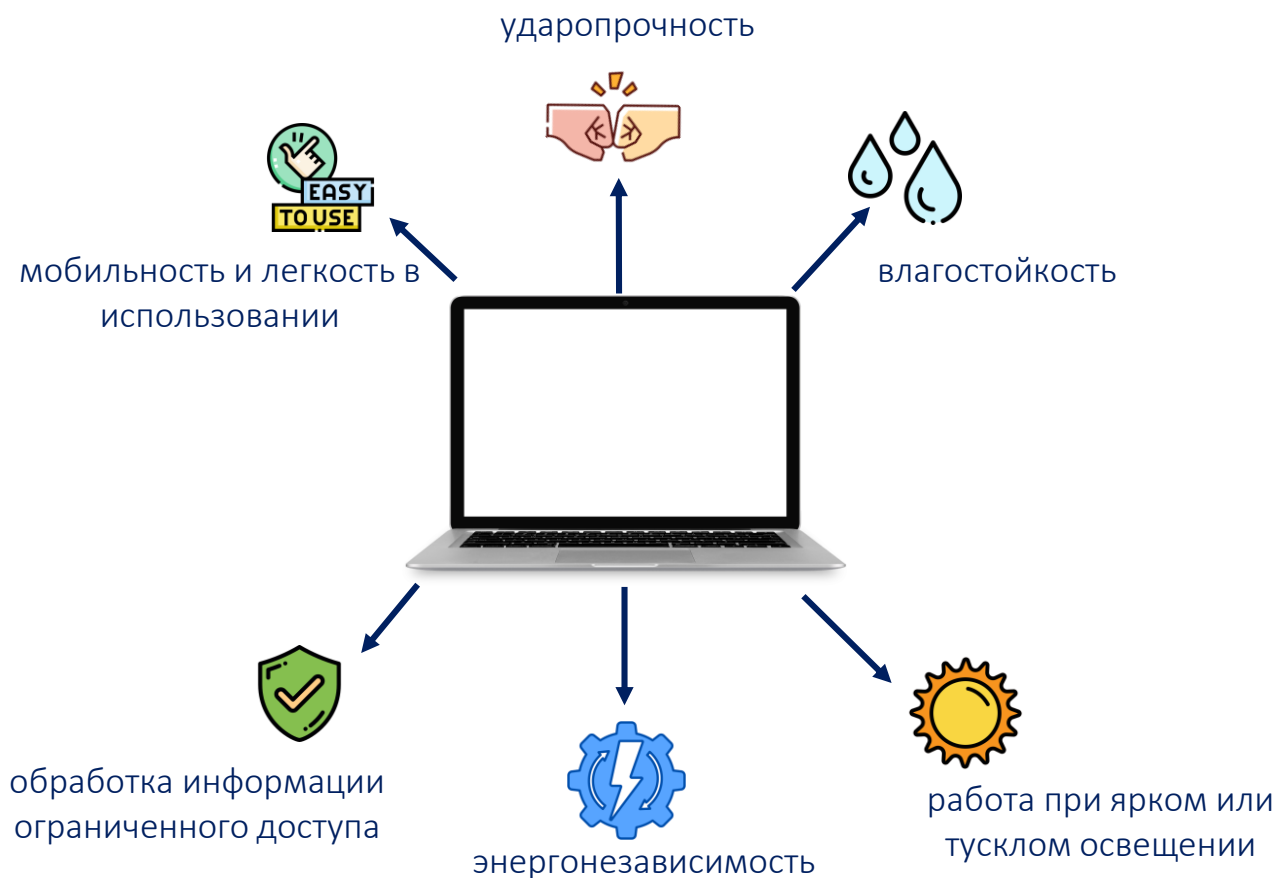 ударопрочность
EASY
TO USE
мобильность и легкость в
использовании
влагостойкость
обработка информации
ограниченного доступа
энергонезависимость
работа при ярком или
тусклом освещении